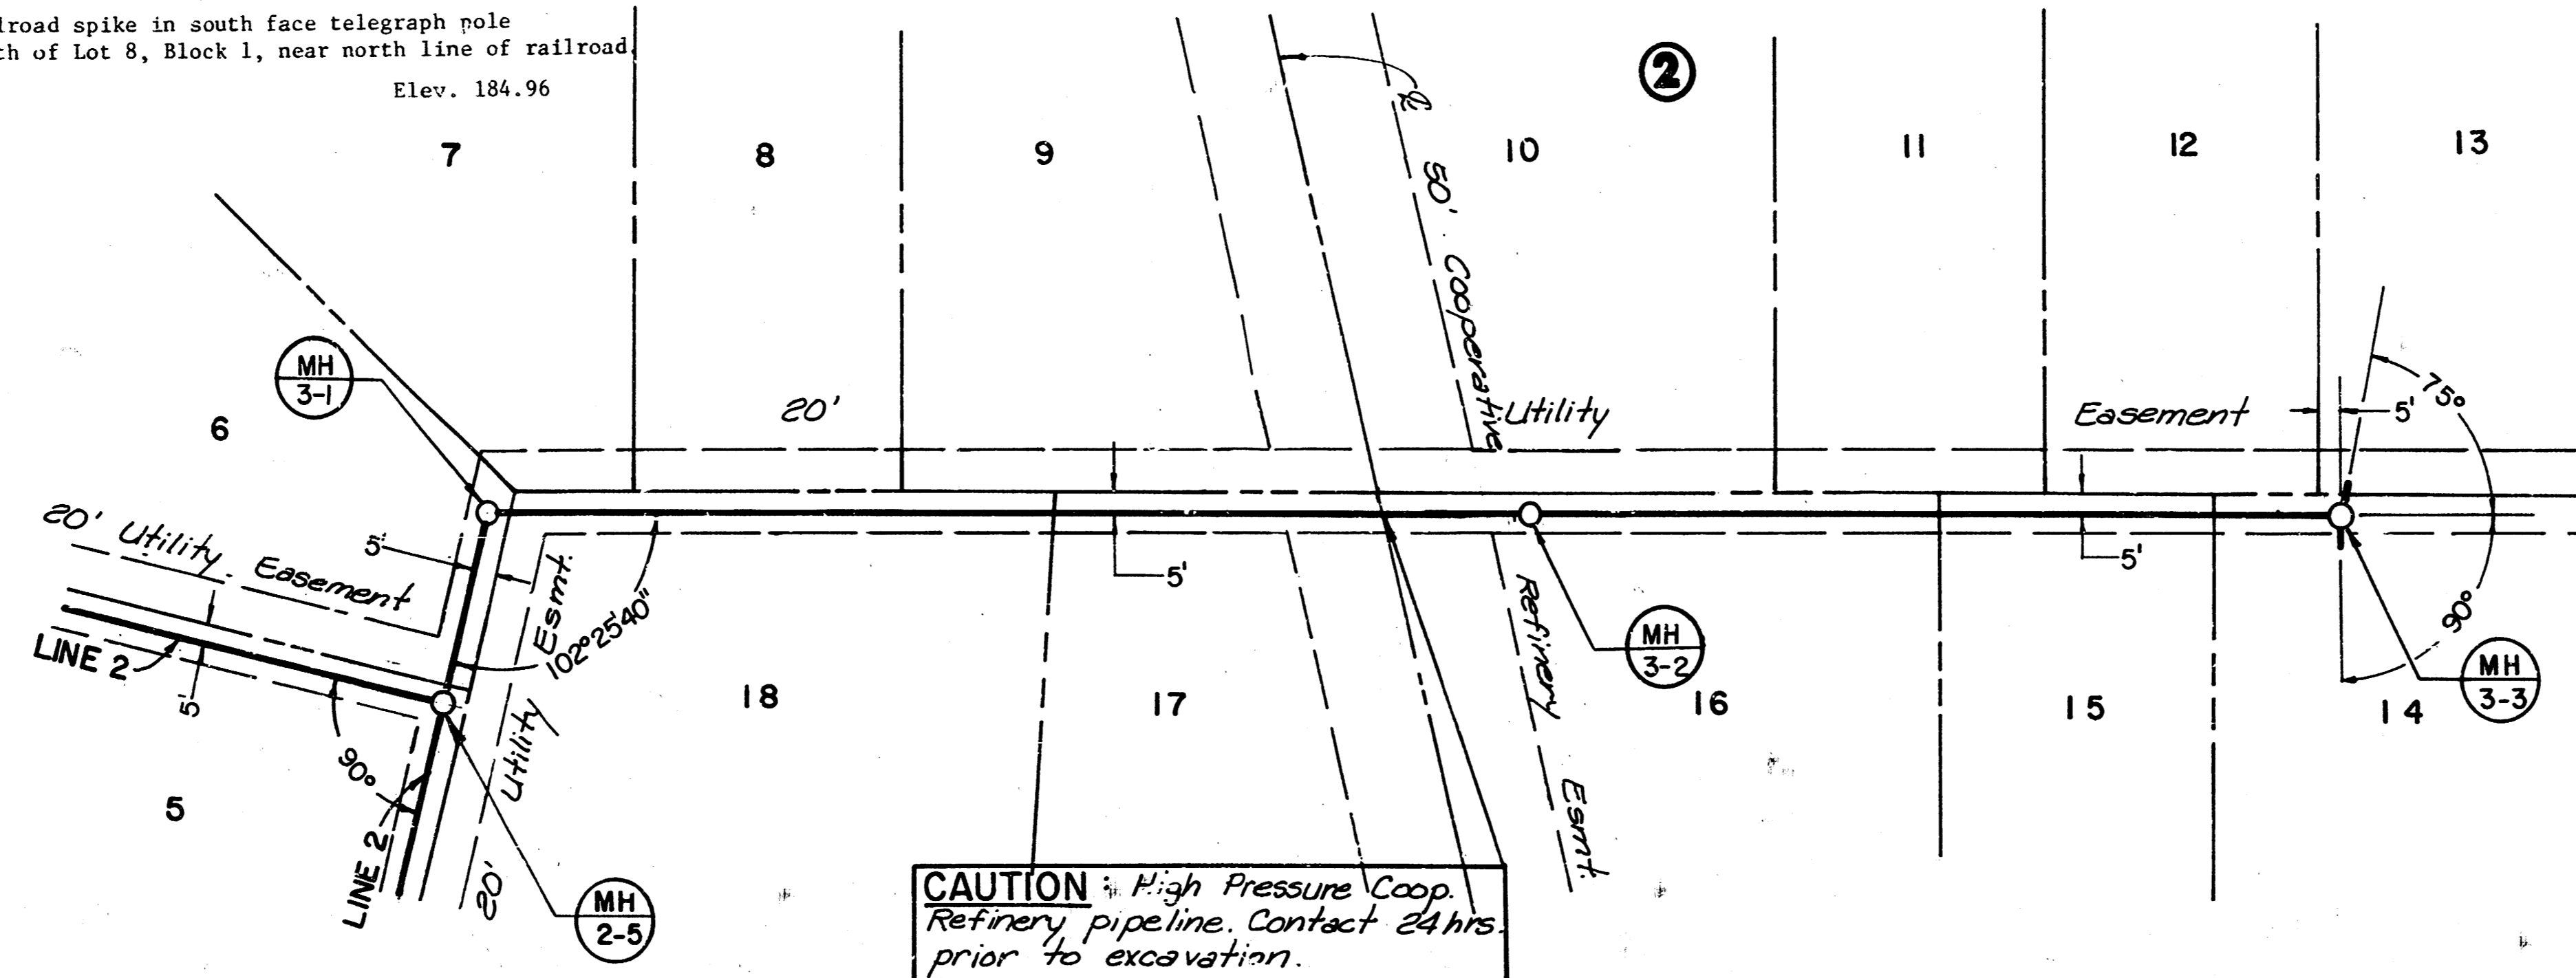 lroad spike in south face telegraph pole
th of Lot 8, Block 1, near north line of railroad
Elev. 184.96
2
7
8
9
10
11
12
13
℄ 50' Cooperative
Refinery Esmt.
MH
3-1
6
20' Utility Easement
5'
75°
20' Utility Easement
5'
5'
5'
102°25'40"
20' Utility Esmt.
LINE 2
5'
MH
3-2
90°
MH
3-3
18
17
16
15
14
90°
5
LINE 2
MH
2-5
CAUTION : High Pressure Coop.
Refinery pipeline. Contact 24hrs.
prior to excavation.